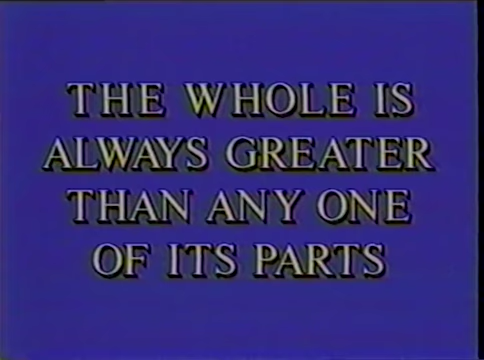 THE WHOLE IS
ALWAYS GREATER
THAN ANY ONE
OF ITS PARTS